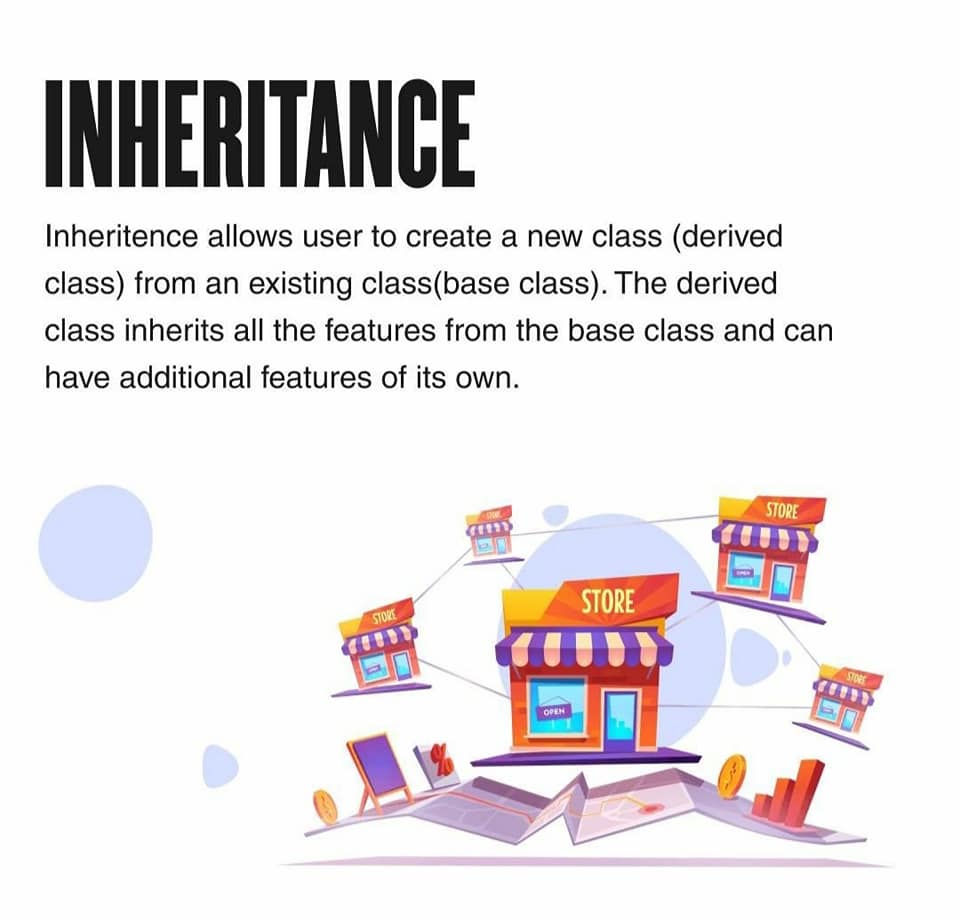 INHERITANCE
Inheritence allows user to create a new class (derived
class) from an existing class(base class). The derived
class inherits all the features from the base class and can
have additional features of its own.
STORE
STORE
STORE
OPEN
STORE
OPEN
STORE
OPEN
%